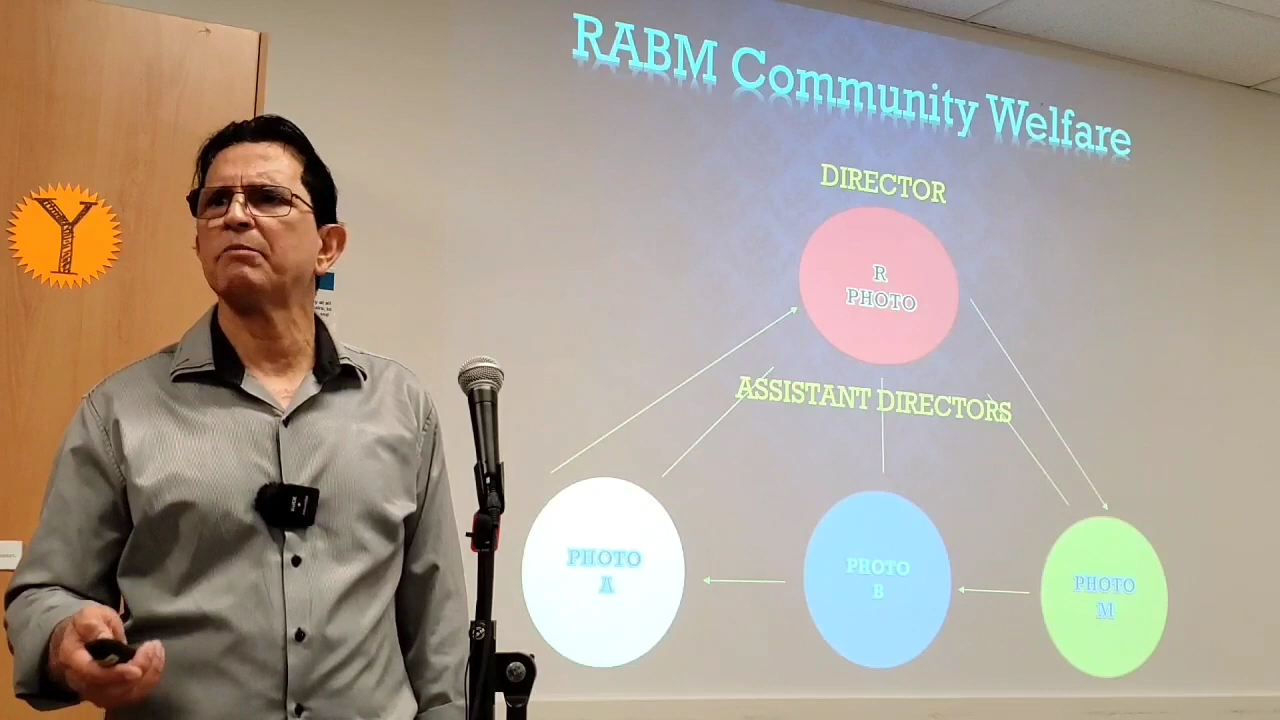 RABM Community Welfare
DIRECTOR
R
PHOTO
ASSISTANT DIRECTORS
PHOTO
A
PHOTO
B
PHOTO
M
Y